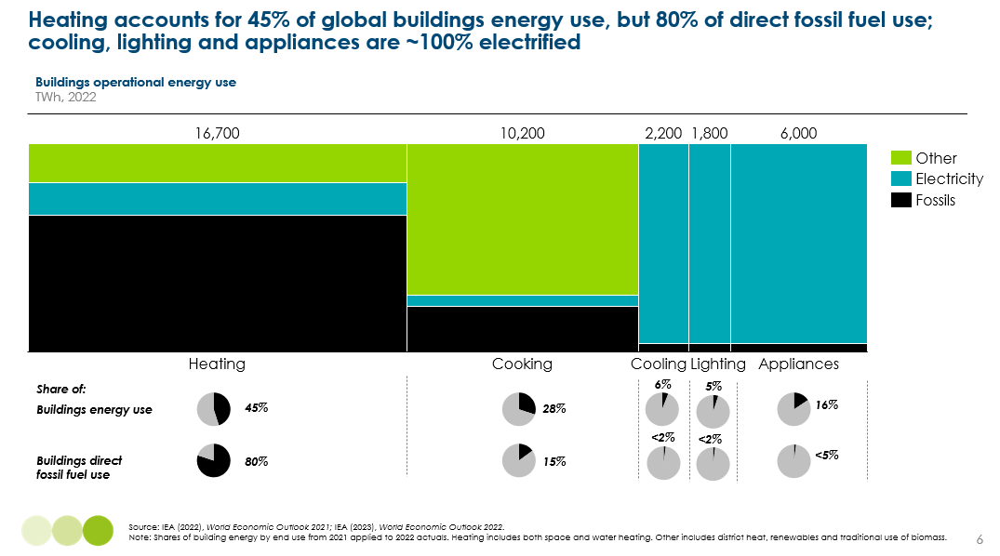 Heating accounts for 45% of global buildings energy use, but 80% of direct fossil fuel use;
cooling, lighting and appliances are ~100% electrified
Buildings operational energy use
TWh, 2022
16,700
10,200
2,200
1,800
6,000
Other
Electricity
Fossils
Heating
Cooking
Cooling
Lighting
Appliances
Share of:
Buildings energy use
45%
28%
6%
5%
16%
Buildings direct
fossil fuel use
80%
15%
<2%
<2%
<5%
Source: IEA (2022), World Economic Outlook 2021; IEA (2023), World Economic Outlook 2022.
Note: Shares of building energy by end use from 2021 applied to 2022 actuals. Heating includes both space and water heating. Other includes district heat, renewables and traditional use of biomass.
6